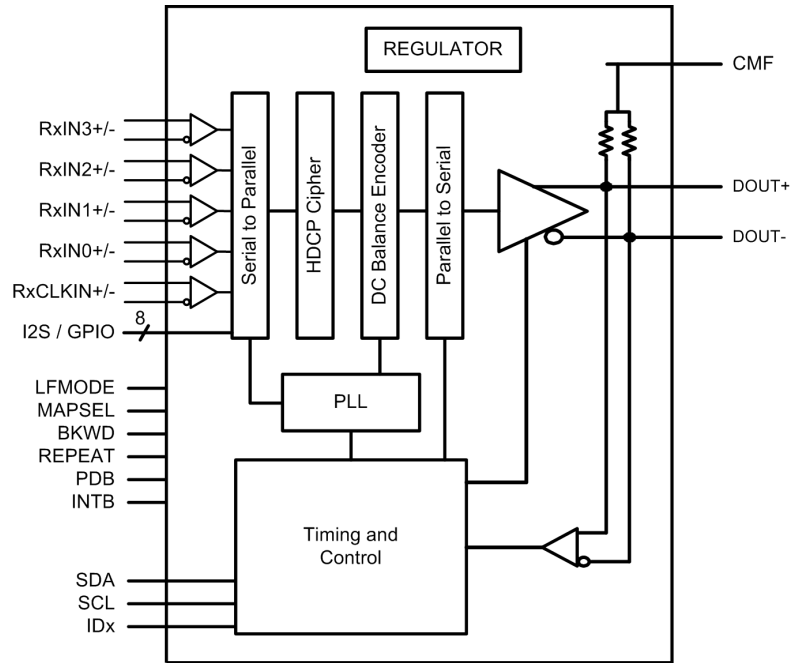 REGULATOR
CMF
RxIN3+/-
RxIN2+/-
RxIN1+/-
RxIN0+/-
RxCLKIN+/-
I2S / GPIO
8
Serial to Parallel
HDCP Cipher
DC Balance Encoder
Parallel to Serial
DOUT+
DOUT-
LFMODE
MAPSEL
BKWD
REPEAT
PDB
INTB
PLL
Timing and
Control
SDA
SCL
IDx